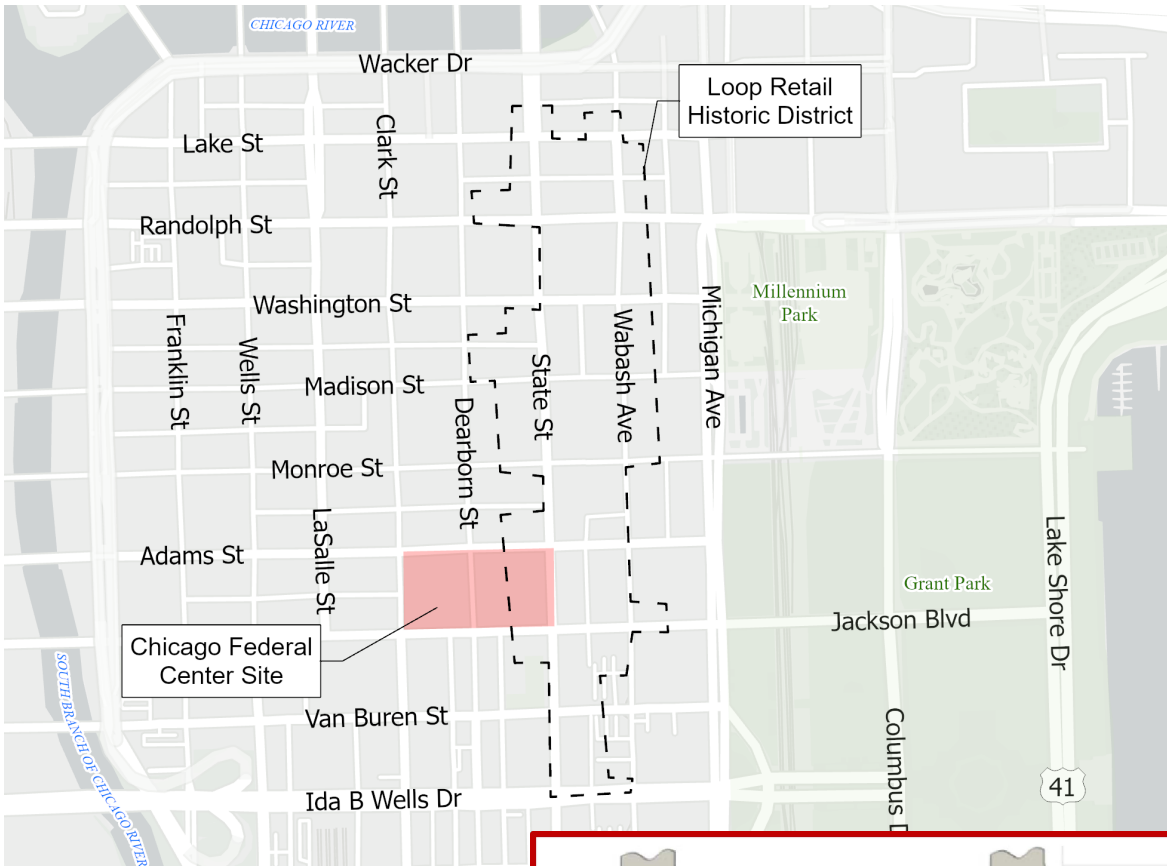 CHICAGO RIVER
Wacker Dr
Loop Retail
Historic District
Lake St
Clark St
Randolph St
Washington St
Millennium
Park
Franklin St
Wells St
Michigan Ave
Wabash Ave
State St
Madison St
Dearborn St
Monroe St
LaSalle St
Adams St
Lake Shore Dr
Grant Park
Jackson Blvd
Chicago Federal
Center Site
SOUTH BRANCH OF CHICAGO RIVER
Van Buren St
Columbus D
Ida B Wells Dr
41